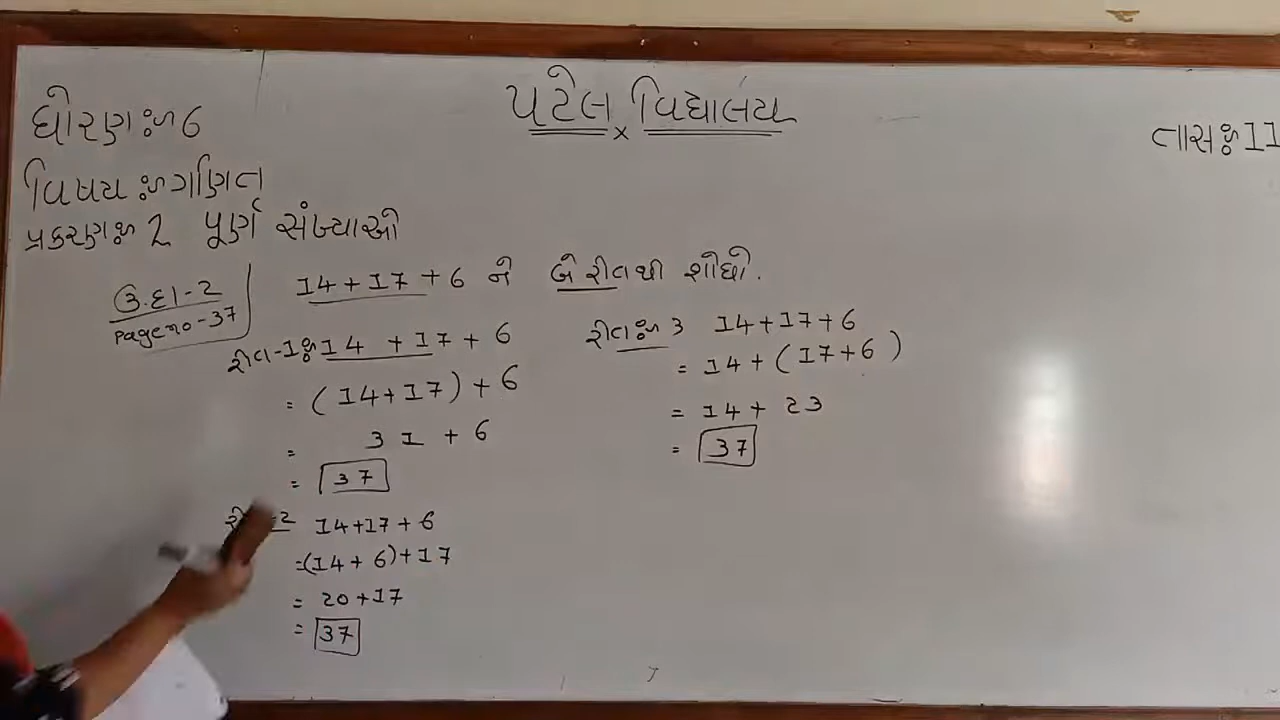 પટેલ વિદ્યાલય
ધોરણ ઃ 6
તાસ ઃ 11
વિષય ઃ ગણિત
પ્રકરણ ઃ 2 પૂર્ણ સંખ્યાઓ
ઉ.દા-2
Page no-37
14+17+6 ને બે રીતથી શોધો.
રીત-1 ઃ 14 +17+ 6
= (14+17) + 6
= 31 + 6
= 37
-2 14+17+6
=(14+ 6)+17
= 20+17
= 37
રીત ઃ 3 14+17+6
= 14+(17+6)
= 14+ 23
= 37